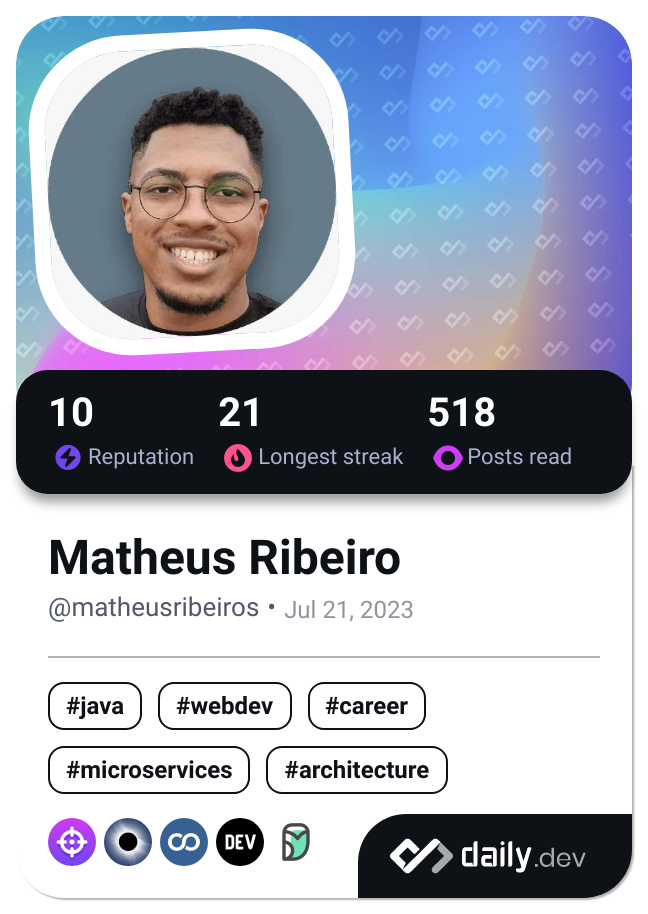 10 21 518
Reputation Longest streak Posts read
Matheus Ribeiro
@matheusribeiros • Jul 21, 2023
#java #webdev #career
#microservices #architecture
DEV daily.dev